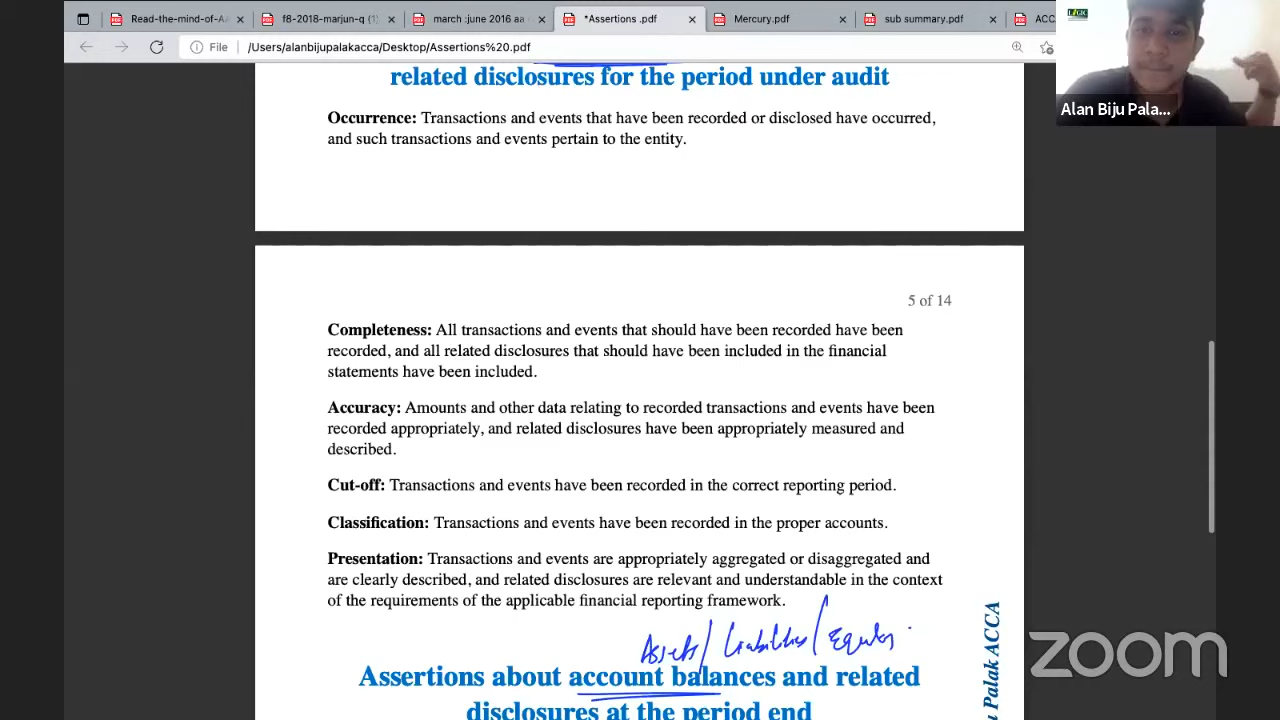 Read-the-mind-of-A
f8-2018-marjun-q (1)
march :june 2016 aa
*Assertions .pdf
Mercury.pdf
sub summary.pdf
ACC
File
/Users/alanbijupalakacca/Desktop/Assertions%20.pdf
Alan Biju Pala...
related disclosures for the period under audit
Occurrence: Transactions and events that have been recorded or disclosed have occurred,
and such transactions and events pertain to the entity.
5 of 14
Completeness: All transactions and events that should have been recorded have been
recorded, and all related disclosures that should have been included in the financial
statements have been included.
Accuracy: Amounts and other data relating to recorded transactions and events have been
recorded appropriately, and related disclosures have been appropriately measured and
described.
Cut-off: Transactions and events have been recorded in the correct reporting period.
Classification: Transactions and events have been recorded in the proper accounts.
Presentation: Transactions and events are appropriately aggregated or disaggregated and
are clearly described, and related disclosures are relevant and understandable in the context
of the requirements of the applicable financial reporting framework.
Assets/ Liabilities/ Equity
Assertions about account balances and related
disclosures at the period end
Palak ACCA
zoom